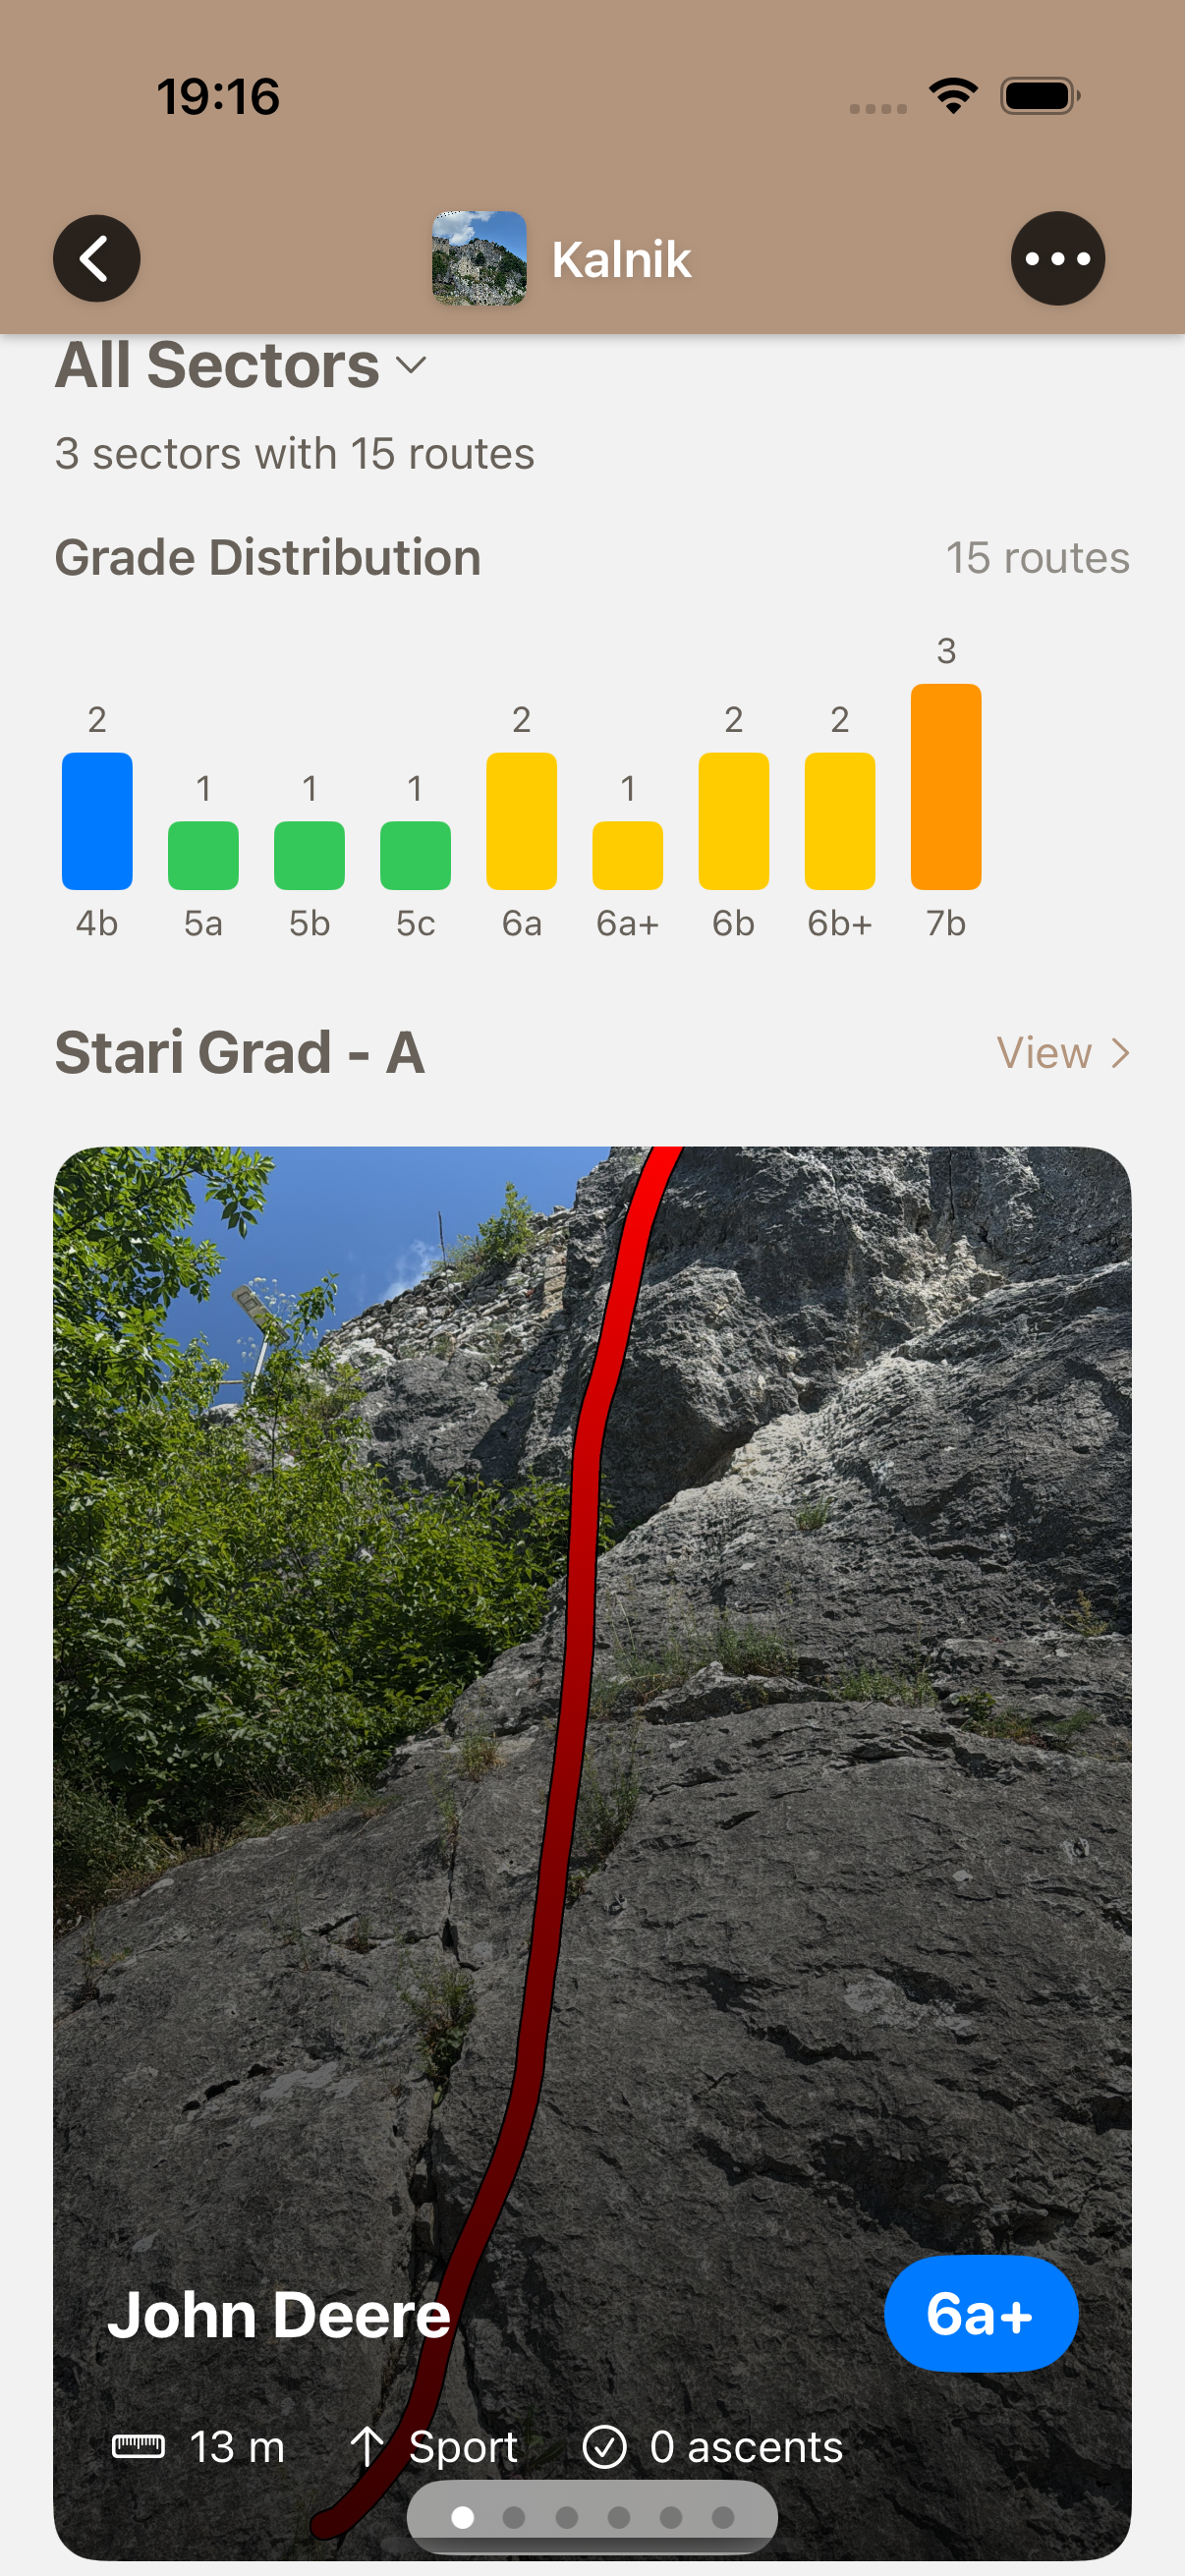 19:16
Kalnik
All Sectors
3 sectors with 15 routes
Grade Distribution
15 routes
2 1 1 1 2 1 2 2 3
4b 5a 5b 5c 6a 6a+ 6b 6b+ 7b
Stari Grad - A
View
John Deere
6a+
13 m Sport 0 ascents